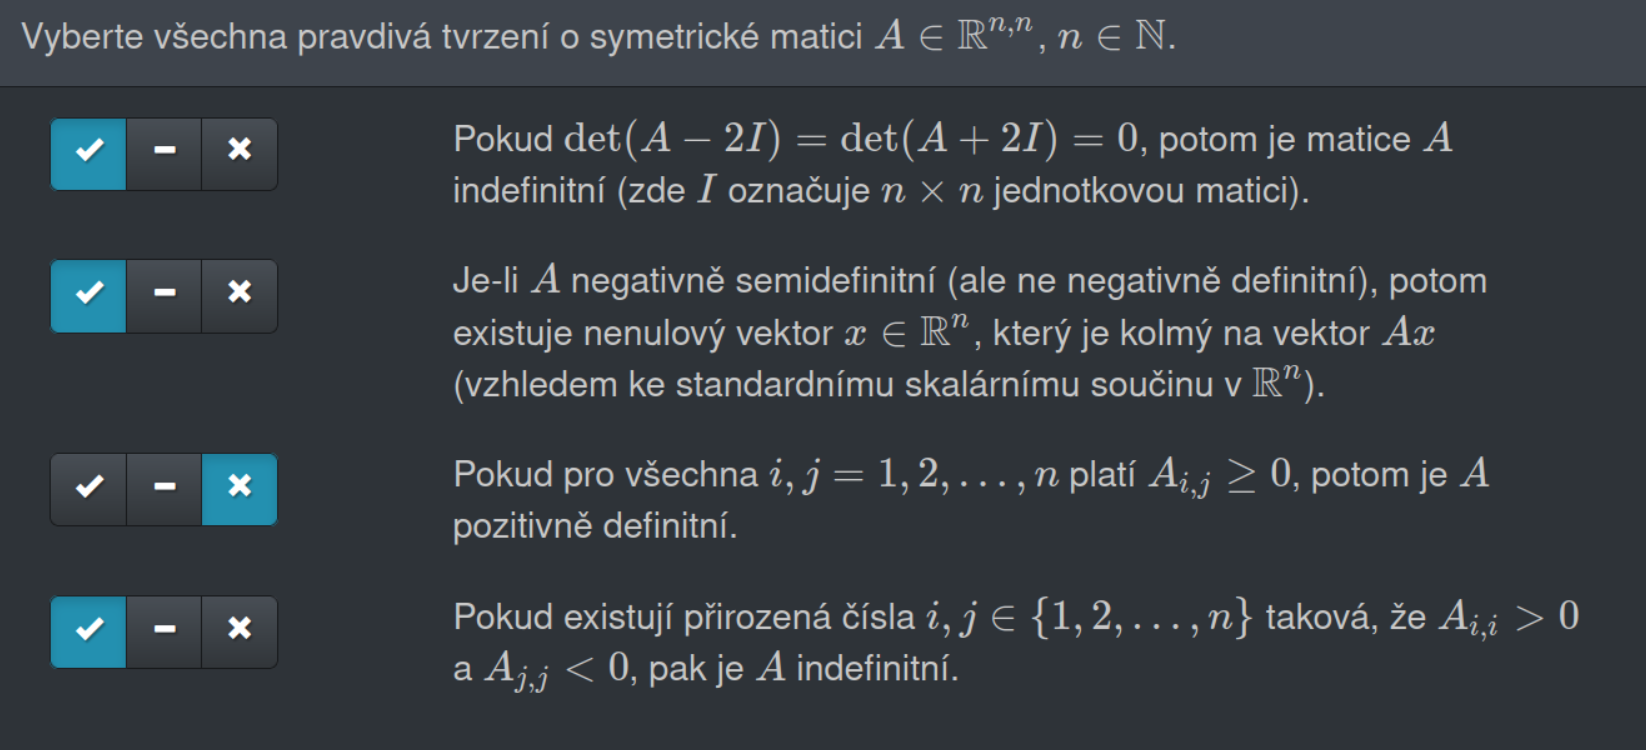 Vyberte všechna pravdivá tvrzení o symetrické matici A ∈ ℝⁿ,ⁿ, n ∈ ℕ.
Pokud det(A − 2I) = det(A + 2I) = 0, potom je matice A
indefinitní (zde I označuje n × n jednotkovou matici).
Je-li A negativně semidefinitní (ale ne negativně definitní), potom
existuje nenulový vektor x ∈ ℝⁿ, který je kolmý na vektor Ax
(vzhledem ke standardnímu skalárnímu součinu v ℝⁿ).
Pokud pro všechna i, j = 1, 2, . . . , n platí A_{i,j} ≥ 0, potom je A
pozitivně definitní.
Pokud existují přirozená čísla i, j ∈ {1, 2, . . . , n} taková, že A_{i,i} > 0
a A_{j,j} < 0, pak je A indefinitní.